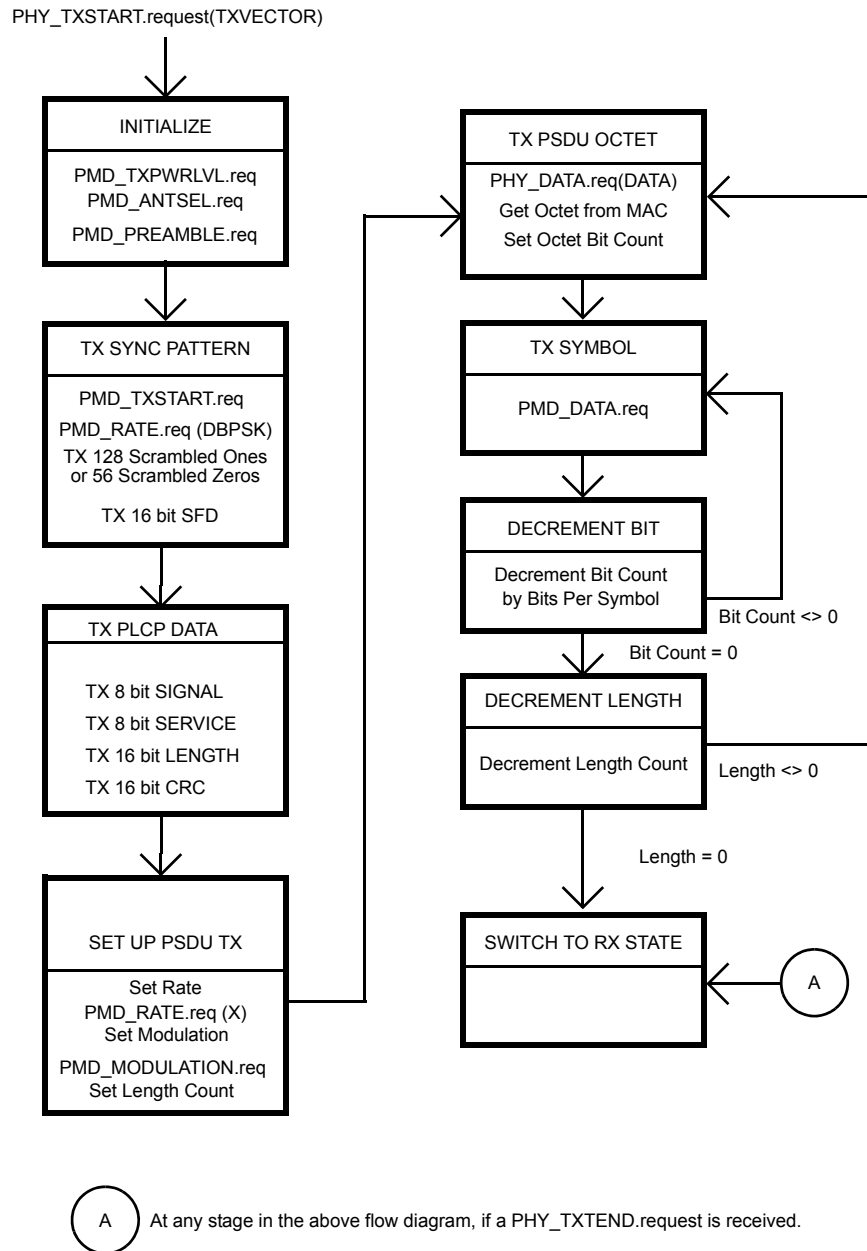 PHY_TXSTART.request(TXVECTOR)
INITIALIZE
PMD_TXPWRLVL.req
PMD_ANTSEL.req
PMD_PREAMBLE.req
TX SYNC PATTERN
PMD_TXSTART.req
PMD_RATE.req (DBPSK)
TX 128 Scrambled Ones
or 56 Scrambled Zeros
TX 16 bit SFD
TX PLCP DATA
TX 8 bit SIGNAL
TX 8 bit SERVICE
TX 16 bit LENGTH
TX 16 bit CRC
SET UP PSDU TX
Set Rate
PMD_RATE.req (X)
Set Modulation
PMD_MODULATION.req
Set Length Count
TX PSDU OCTET
PHY_DATA.req(DATA)
Get Octet from MAC
Set Octet Bit Count
TX SYMBOL
PMD_DATA.req
DECREMENT BIT
Decrement Bit Count
by Bits Per Symbol
Bit Count <> 0
Bit Count = 0
DECREMENT LENGTH
Decrement Length Count
Length <> 0
Length = 0
SWITCH TO RX STATE
A
A
At any stage in the above flow diagram, if a PHY_TXTEND.request is received.